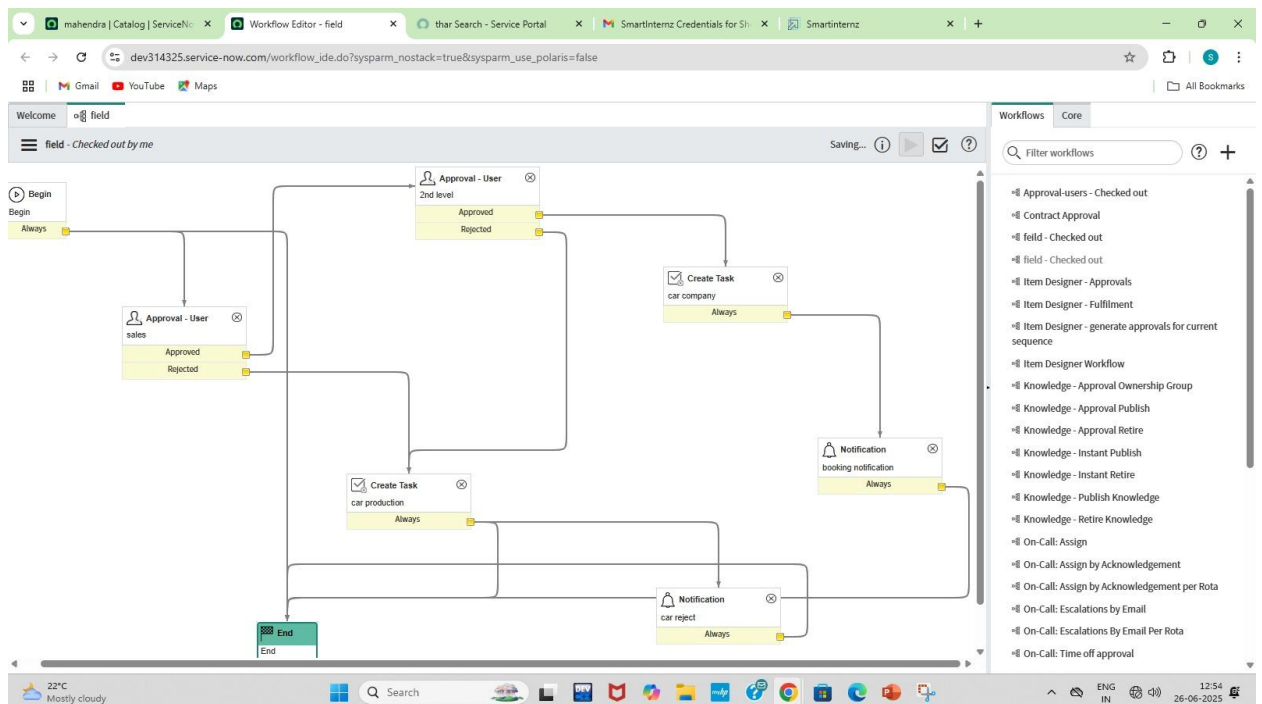 mahendra | Catalog | ServiceNo
Workflow Editor - field
thar Search - Service Portal
SmartInternz Credentials for Sh
Smartinternz
dev314325.service-now.com/workflow_ide.do?sysparm_nostack=true&sysparm_use_polaris=false
S
Gmail
YouTube
Maps
All Bookmarks
Welcome
field
field - Checked out by me
Saving...
Begin
Begin
Always
Approval - User
2nd level
Approved
Rejected
Create Task
car company
Always
Approval - User
sales
Approved
Rejected
Notification
booking notification
Always
Create Task
car production
Always
Notification
car reject
Always
End
End
Workflows
Core
Filter workflows
Approval-users - Checked out
Contract Approval
feild - Checked out
field - Checked out
Item Designer - Approvals
Item Designer - Fulfilment
Item Designer - generate approvals for current
sequence
Item Designer Workflow
Knowledge - Approval Ownership Group
Knowledge - Approval Publish
Knowledge - Approval Retire
Knowledge - Instant Publish
Knowledge - Instant Retire
Knowledge - Publish Knowledge
Knowledge - Retire Knowledge
On-Call: Assign
On-Call: Assign by Acknowledgement
On-Call: Assign by Acknowledgement per Rota
On-Call: Escalations by Email
On-Call: Escalations By Email Per Rota
On-Call: Time off approval
22°C
Mostly cloudy
Search
DEV
ENG
IN
12:54
26-06-2025